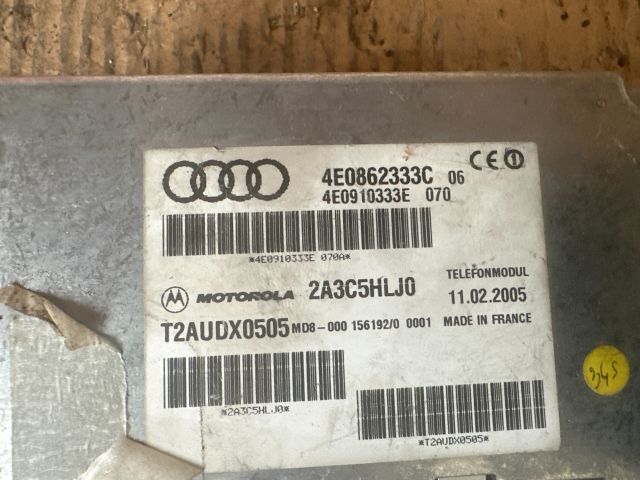 4E0862333C 06
4E0910333E 070
*4E0910333E 070A*
TELEFONMODUL
MOTOROLA 2A3C5HLJ0 11.02.2005
T2AUDX0505 MD8-000 156192/0 0001 MADE IN FRANCE
*2A3C5HLJ0*
*T2AUDX0505*
345